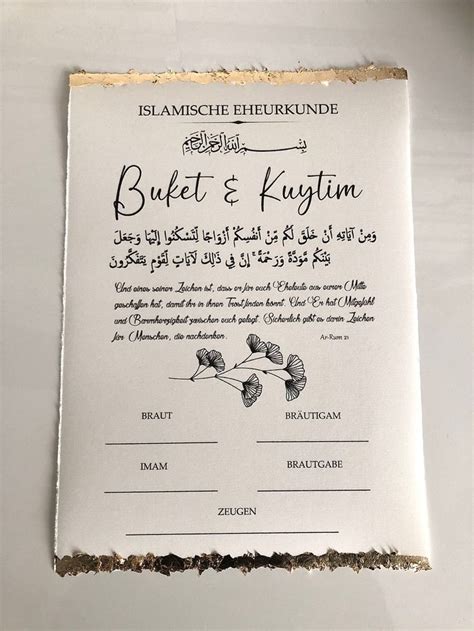 ISLAMISCHE EHEURKUNDE
بِسْمِ اللَّهِ الرَّحْمَٰنِ الرَّحِيمِ
Buket & Kuytim
وَمِنْ آيَاتِهِ أَنْ خَلَقَ لَكُم مِّنْ أَنفُسِكُمْ أَزْوَاجًا لِّتَسْكُنُوا إِلَيْهَا وَجَعَلَ
بَيْنَكُم مَّوَدَّةً وَرَحْمَةً ۚ إِنَّ فِي ذَٰلِكَ لَآيَاتٍ لِّقَوْمٍ يَتَفَكَّرُونَ
Und eines seiner Zeichen ist, dass er für euch Eheleute aus eurer Mitte
geschaffen hat, damit ihr in ihnen Trost finden könnt. Und Er hat Mitgefühl
und Barmherzigkeit zwischen euch gelegt. Sicherlich gibt es darin Zeichen
für Menschen, die nachdenken.
Ar-Rum 21
BRAUT BRÄUTIGAM
IMAM BRAUTGABE
ZEUGEN